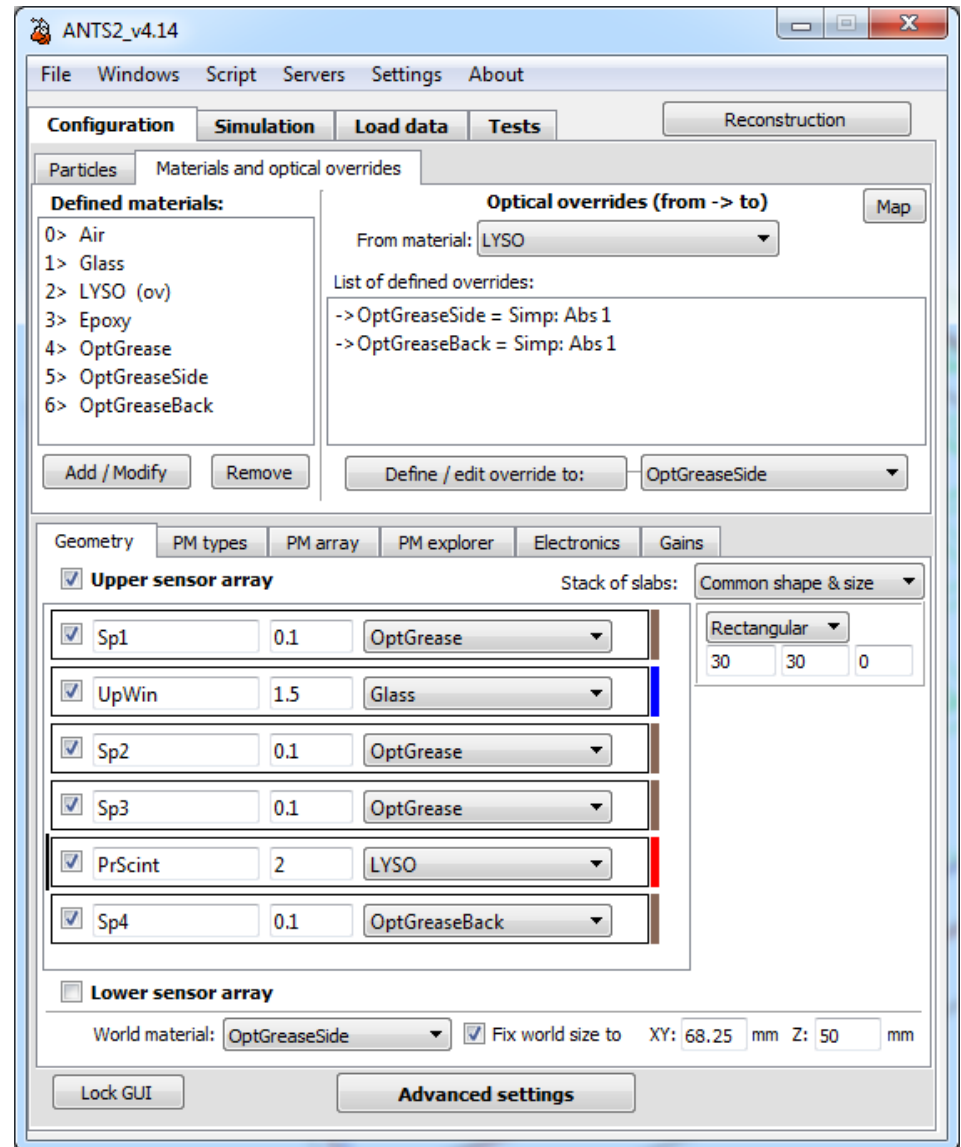 ANTS2_v4.14
File Windows Script Servers Settings About
Configuration Simulation Load data Tests Reconstruction
Particles Materials and optical overrides
Defined materials: Optical overrides (from -> to) Map
0> Air
1> Glass
2> LYSO (ov)
3> Epoxy
4> OptGrease
5> OptGreaseSide
6> OptGreaseBack
From material: LYSO
List of defined overrides:
->OptGreaseSide = Simp: Abs 1
->OptGreaseBack = Simp: Abs 1
Add / Modify Remove Define / edit override to: OptGreaseSide
Geometry PM types PM array PM explorer Electronics Gains
Upper sensor array Stack of slabs: Common shape & size
Rectangular
30 30 0
Sp1 0.1 OptGrease
UpWin 1.5 Glass
Sp2 0.1 OptGrease
Sp3 0.1 OptGrease
PrScint 2 LYSO
Sp4 0.1 OptGreaseBack
Lower sensor array
World material: OptGreaseSide Fix world size to XY: 68.25 mm Z: 50 mm
Lock GUI Advanced settings